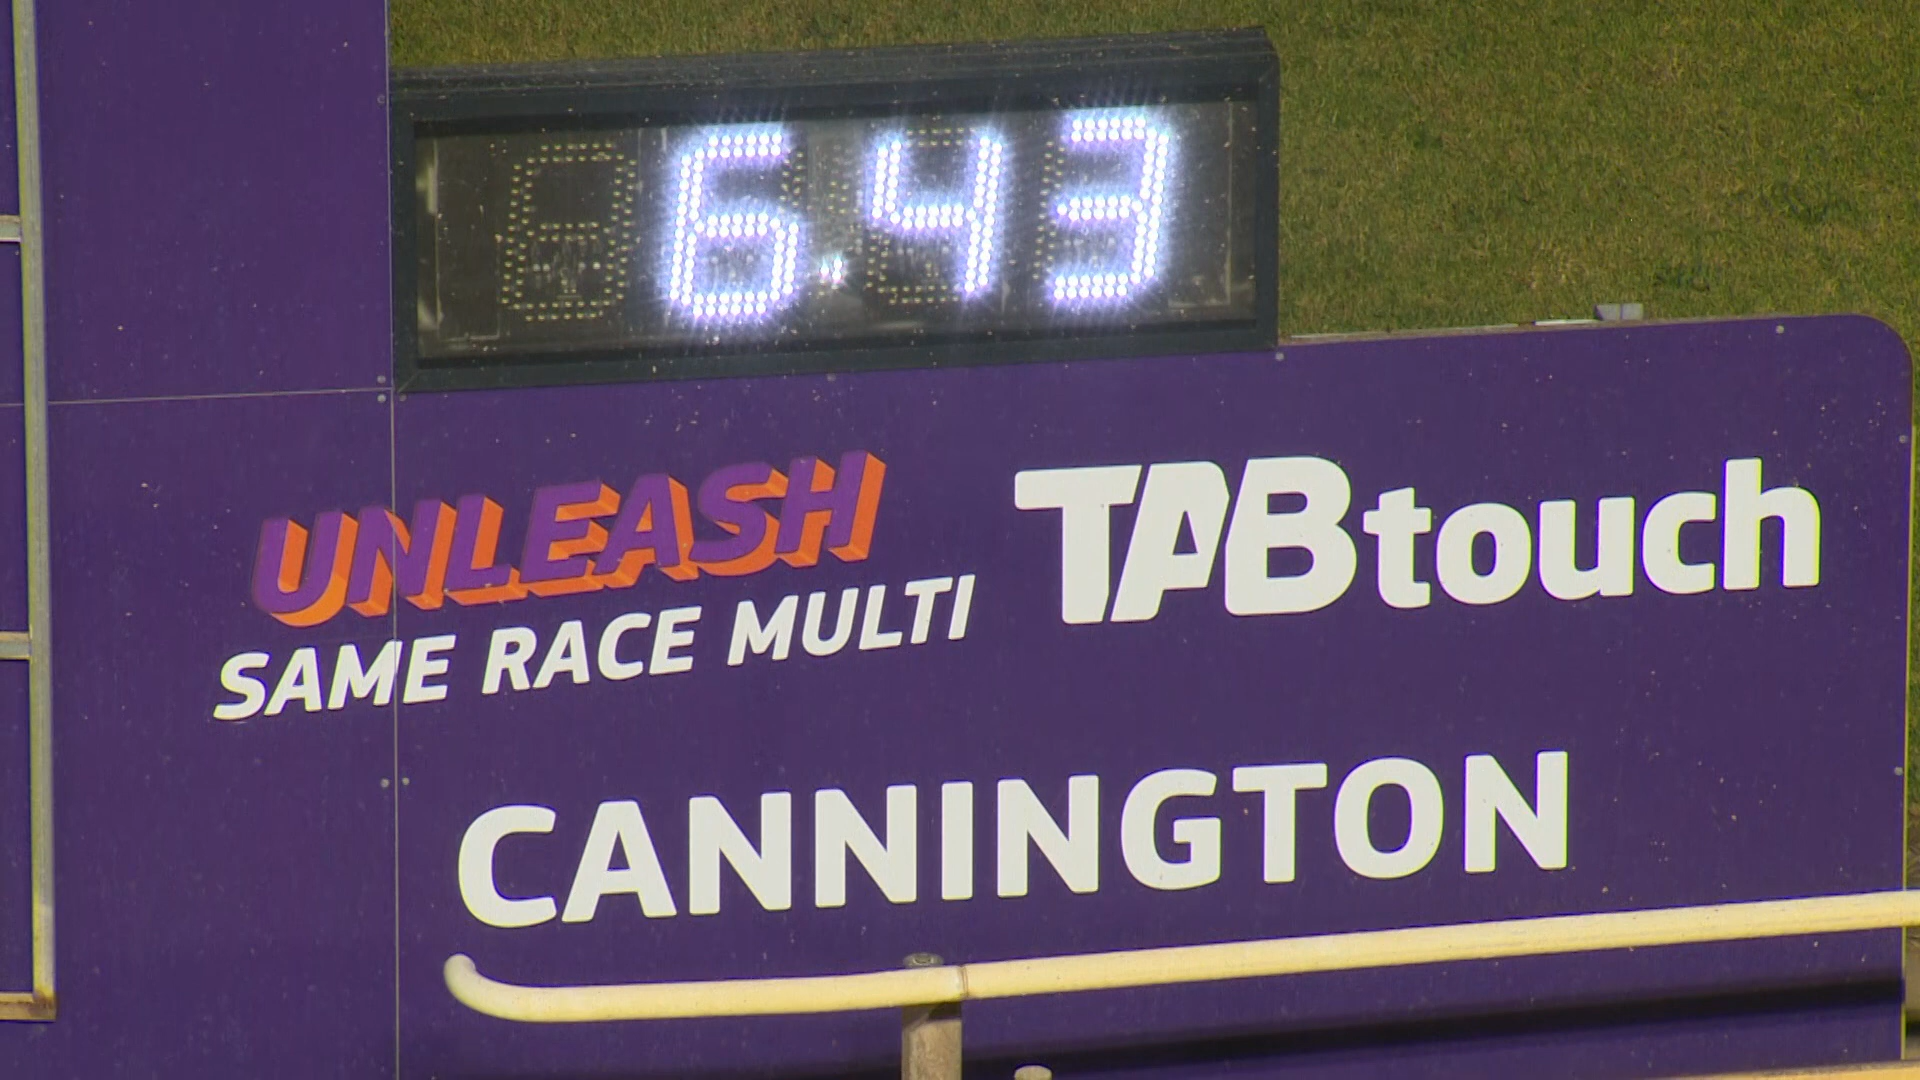 6.43
UNLEASH
SAME RACE MULTI
TABtouch
CANNINGTON